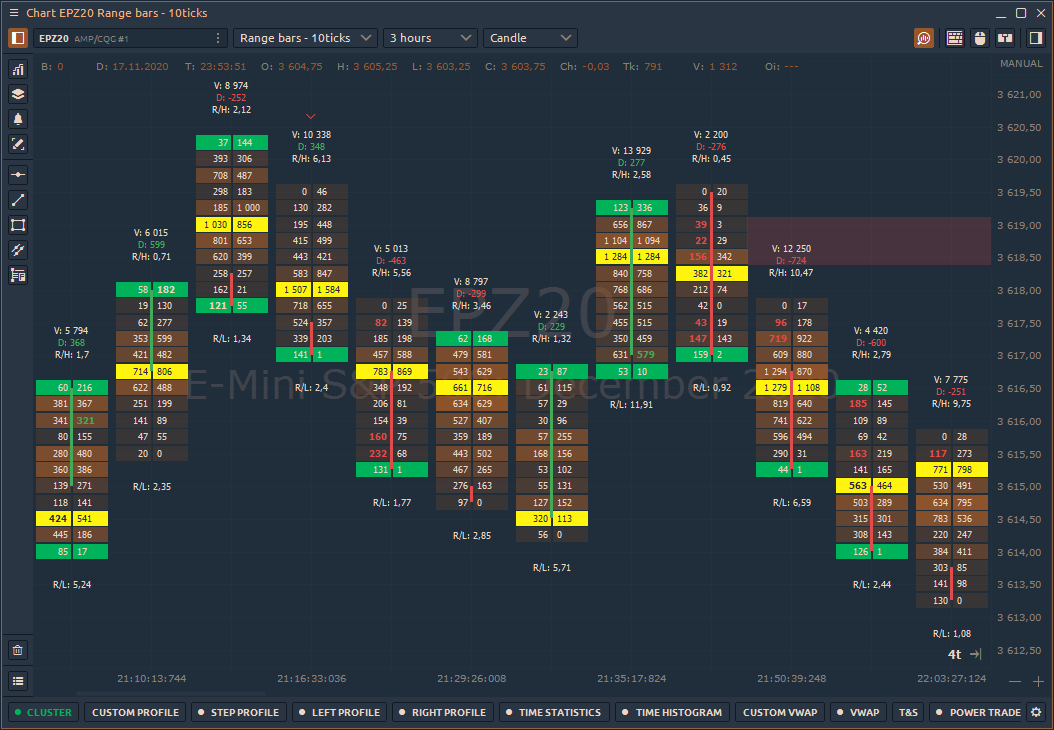 Chart EPZ20 Range bars - 10ticks
EPZ20 AMP/CQG #1
Range bars - 10ticks
3 hours
Candle
B: 0 D: 17.11.2020 T: 23:53:51 O: 3 604,75 H: 3 605,25 L: 3 603,25 C: 3 603,75 Ch: -0,03 Tk: 791 V: 1 312 Oi: ---
MANUAL
EPZ20
E-Mini S&P December
V: 5 794
D: 368
R/H: 1,7
60 216
381 367
341 321
80 155
280 480
360 386
139 271
118 141
424 541
445 186
85 17
R/L: 5,24
V: 6 015
D: 599
R/H: 0,71
58 182
19 130
62 277
353 599
421 482
714 806
622 488
251 199
141 89
47 55
20 0
R/L: 2,35
V: 8 974
D: -252
R/H: 2,12
37 144
393 306
708 487
298 183
185 1 000
1 030 856
801 653
620 399
258 257
162 21
121 55
R/L: 1,34
V: 10 338
D: 348
R/H: 6,13
0 46
130 282
195 448
415 499
443 421
583 847
1 507 1 584
718 655
524 357
339 203
141 1
R/L: 2,4
V: 5 013
D: -463
R/H: 5,56
0 25
82 139
185 198
457 588
783 869
348 192
206 81
154 39
160 75
232 68
131 1
R/L: 1,77
V: 8 797
D: -299
R/H: 3,46
62 168
479 581
543 629
661 716
634 629
527 407
359 189
443 502
467 265
276 163
97 0
R/L: 2,85
V: 2 243
D: 229
R/H: 1,32
23 87
61 115
57 29
30 96
57 255
168 156
53 102
55 131
127 152
320 113
56 0
R/L: 5,71
V: 13 929
D: 277
R/H: 2,58
123 336
656 867
1 104 1 094
1 284 1 284
840 758
768 686
562 515
455 515
350 459
631 579
53 10
R/L: 11,91
V: 2 200
D: -276
R/H: 0,45
0 20
36 9
39 3
22 29
156 342
382 321
212 74
42 0
43 19
147 143
159 2
R/L: 0,92
V: 12 250
D: -724
R/H: 10,47
0 17
96 178
719 922
609 880
1 294 870
1 279 1 108
819 640
741 622
596 494
290 31
44 1
R/L: 6,59
V: 4 420
D: -600
R/H: 2,79
28 52
185 145
109 89
69 42
163 219
141 165
563 464
503 289
315 301
308 143
126 1
R/L: 2,44
V: 7 775
D: -251
R/H: 9,75
0 28
117 273
771 798
530 491
634 795
783 536
220 247
384 411
303 85
141 98
130 0
R/L: 1,08
4t
3 621,00
3 620,50
3 620,00
3 619,50
3 619,00
3 618,50
3 618,00
3 617,50
3 617,00
3 616,50
3 616,00
3 615,50
3 615,00
3 614,50
3 614,00
3 613,50
3 613,00
3 612,50
21:10:13:744 21:16:33:036 21:29:26:008 21:35:17:824 21:50:39:248 22:03:27:124
CLUSTER
CUSTOM PROFILE
STEP PROFILE
LEFT PROFILE
RIGHT PROFILE
TIME STATISTICS
TIME HISTOGRAM
CUSTOM VWAP
VWAP
T&S
POWER TRADE